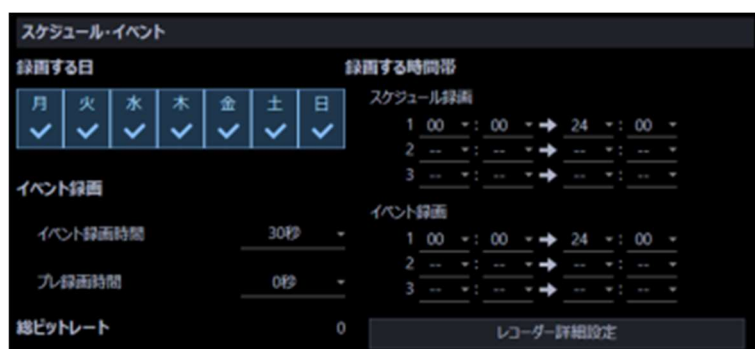 スケジュール・イベント
録画する日
月 火 水 木 金 土 日
イベント録画
イベント録画時間 30秒
プレ録画時間 0秒
総ビットレート 0
録画する時間帯
スケジュール録画
1 00 : 00 → 24 : 00
2 -- : -- → -- : --
3 -- : -- → -- : --
イベント録画
1 00 : 00 → 24 : 00
2 -- : -- → -- : --
3 -- : -- → -- : --
レコーダー詳細設定